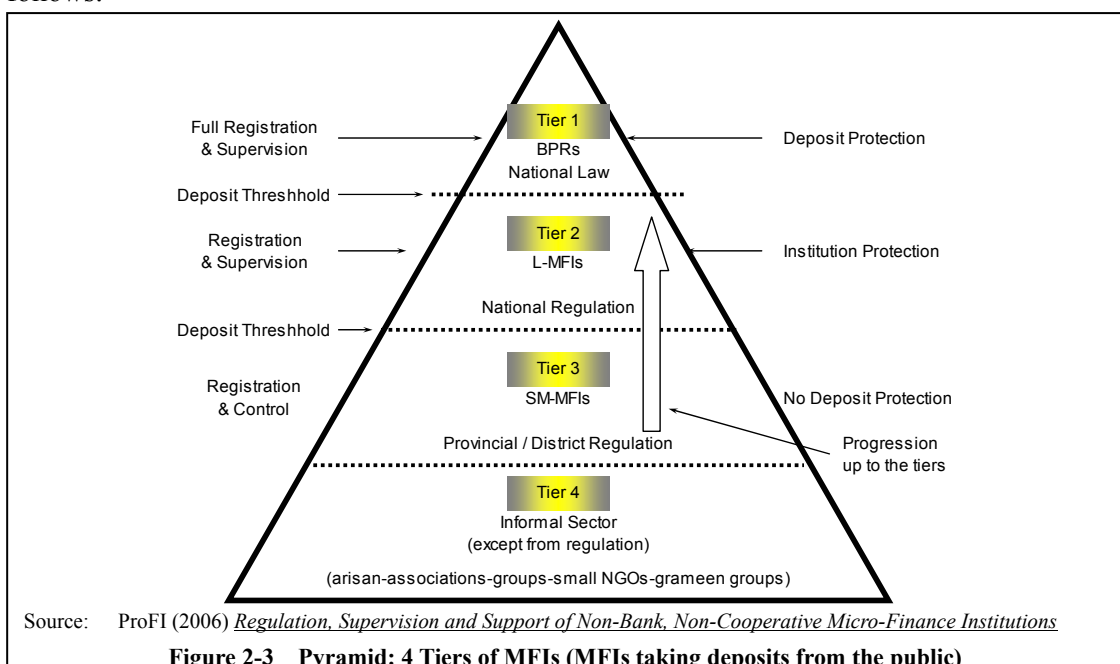 follows.
Tier 1
BPRs
National Law
Full Registration
& Supervision
Deposit Protection
Deposit Threshhold
Tier 2
L-MFIs
Registration
& Supervision
Institution Protection
National Regulation
Deposit Threshhold
Tier 3
SM-MFIs
Registration
& Control
No Deposit Protection
Provincial / District Regulation
Progression
up to the tiers
Tier 4
Informal Sector
(except from regulation)
(arisan-associations-groups-small NGOs-grameen groups)
Source: ProFI (2006) Regulation, Supervision and Support of Non-Bank, Non-Cooperative Micro-Finance Institutions
Figure 2-3 Pyramid: 4 Tiers of MFIs (MFIs taking deposits from the public)